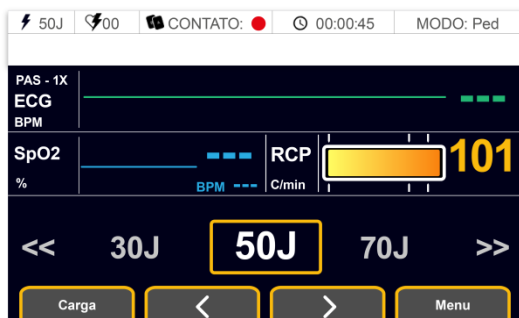 50J 00 CONTATO: 00:00:45 MODO: Ped
PAS - 1X
ECG
BPM
---
SpO2
%
---
BPM ---
RCP
C/min
101
<< 30J 50J 70J >>
Carga < > Menu